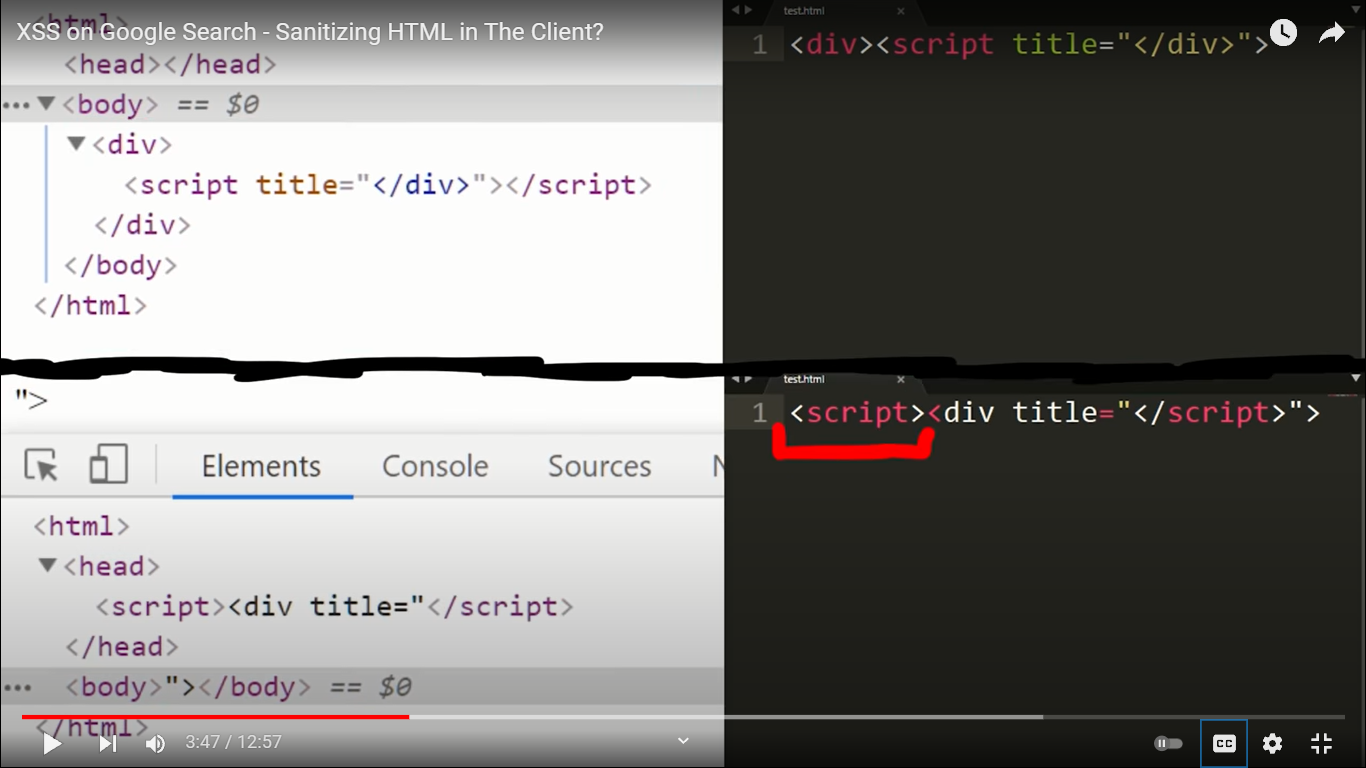 <html>
XSS on Google Search - Sanitizing HTML in The Client?
<head></head>
<body> == $0
<div>
<script title="</div>"></script>
</div>
</body>
</html>
test.html
1 <div><script title="</div>">
">
Elements Console Sources N
<html>
<head>
<script><div title="</script>
</head>
<body>"></body> == $0
</html>
test.html
1 <script><div title="</script>">
3:47 / 12:57
CC